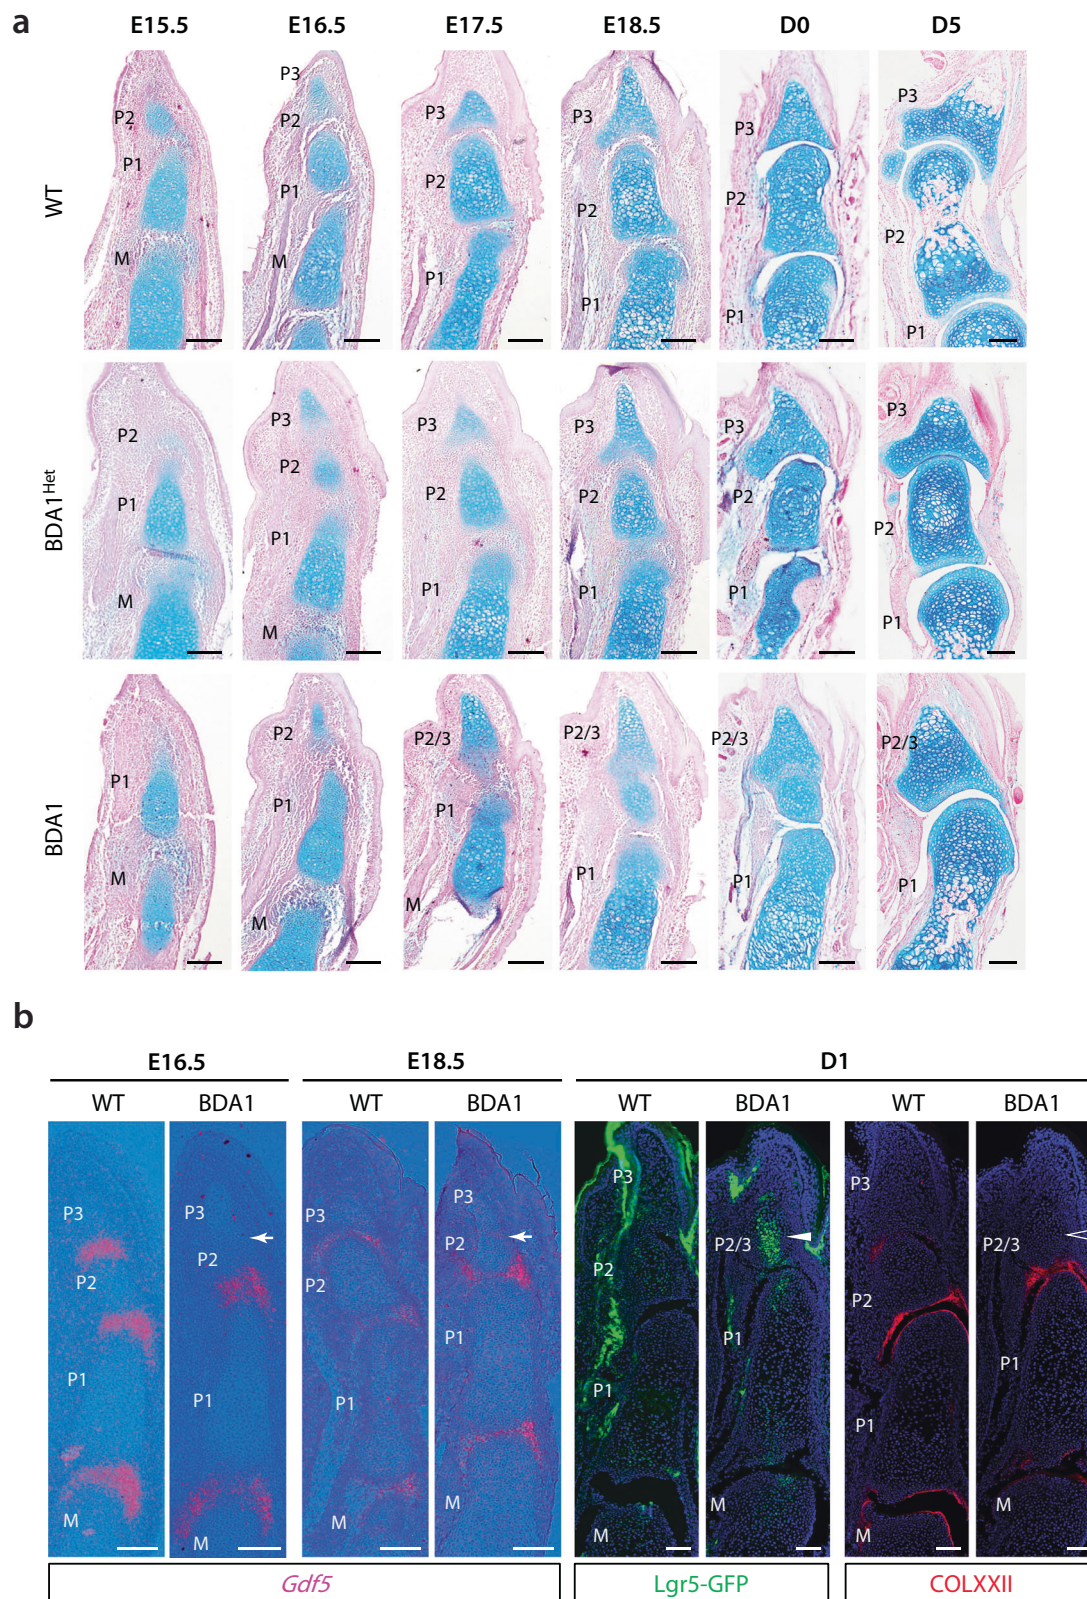 a
E15.5 E16.5 E17.5 E18.5 D0 D5
WT
P2 P1 M
P3 P2 P1 M
P3 P2 P1
P3 P2 P1
P3 P2 P1
P3 P2 P1
BDA1Het
P2 P1 M
P3 P2 P1 M
P3 P2 P1
P3 P2 P1
P3 P2 P1
P3 P2 P1
BDA1
P1 M
P2 P1 M
P2/3 P1 M
P2/3 P1
P2/3 P1
P2/3 P1
b
E16.5 E18.5 D1
WT BDA1 WT BDA1 WT BDA1 WT BDA1
P3 P2 P1 M
P3 P2 P1 M
P3 P2 P1 M
P3 P2 P1 M
P3 P2 P1 M
P2/3 P1 M
P3 P2 P1 M
P2/3 P1 M
Gdf5 Lgr5-GFP COLXXII